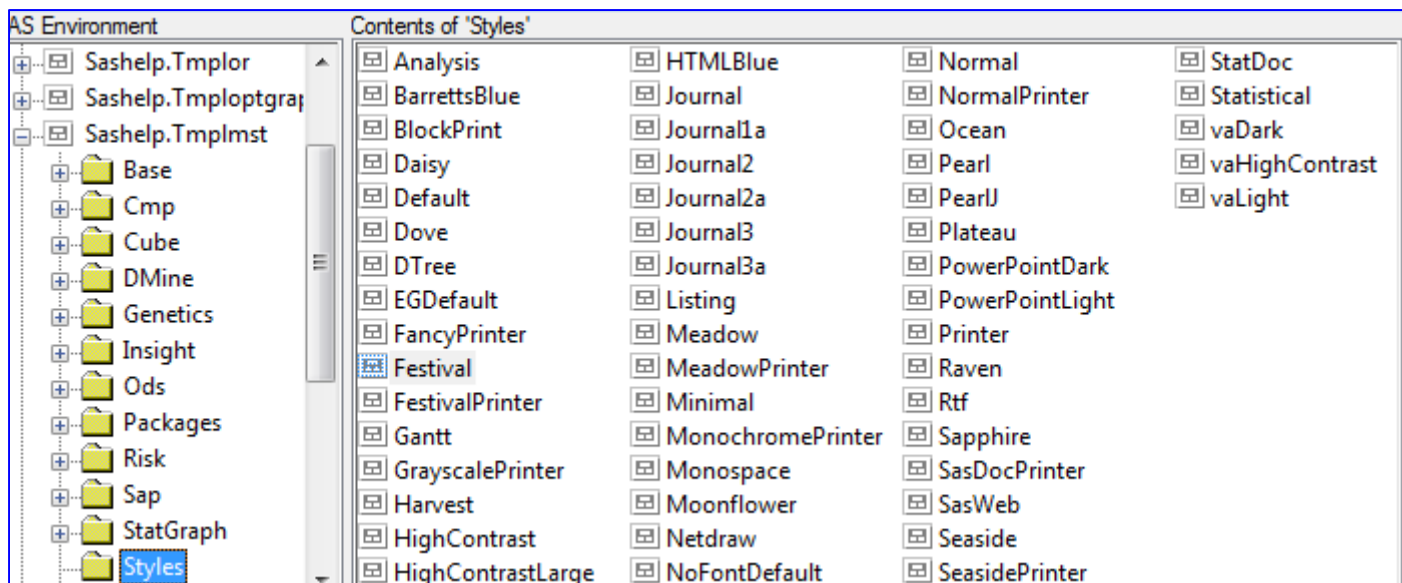 AS Environment
Sashelp.Tmplor
Sashelp.Tmploptgrap
Sashelp.Tmplmst
Base
Cmp
Cube
DMine
Genetics
Insight
Ods
Packages
Risk
Sap
StatGraph
Styles
Contents of 'Styles'
Analysis
BarrettsBlue
BlockPrint
Daisy
Default
Dove
DTree
EGDefault
FancyPrinter
Festival
FestivalPrinter
Gantt
GrayscalePrinter
Harvest
HighContrast
HighContrastLarge
HTMLBlue
Journal
Journal1a
Journal2
Journal2a
Journal3
Journal3a
Listing
Meadow
MeadowPrinter
Minimal
MonochromePrinter
Monospace
Moonflower
Netdraw
NoFontDefault
Normal
NormalPrinter
Ocean
Pearl
PearlJ
Plateau
PowerPointDark
PowerPointLight
Printer
Raven
Rtf
Sapphire
SasDocPrinter
SasWeb
Seaside
SeasidePrinter
StatDoc
Statistical
vaDark
vaHighContrast
vaLight